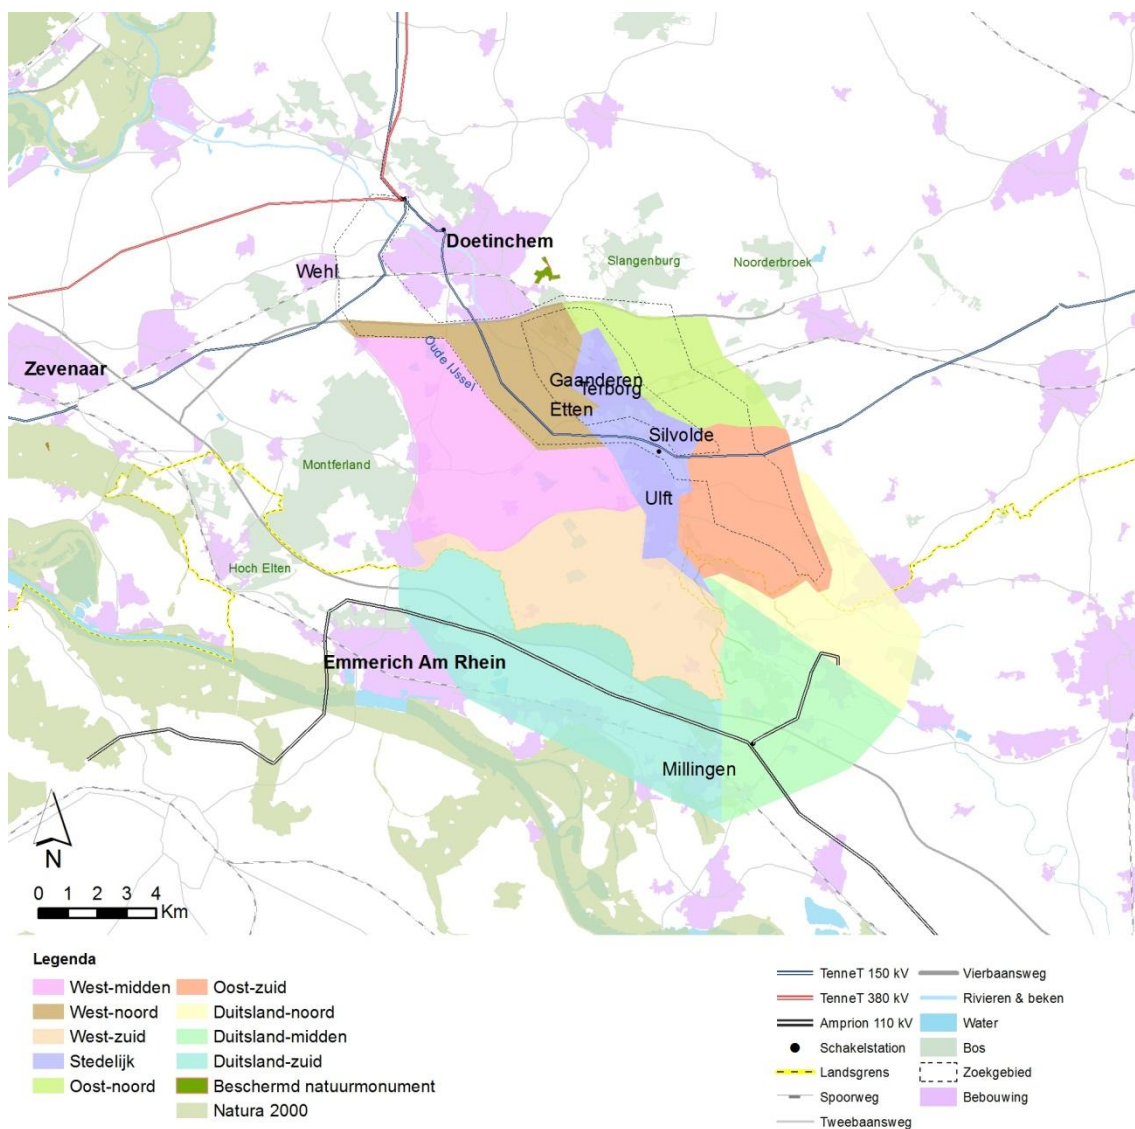 Doetinchem
Slangenburg
Noorderbroek
Wehl
Zevenaar
Oude IJssel
Gaanderen
Terborg
Etten
Silvolde
Montferland
Ulft
Hoch Elten
Emmerich Am Rhein
Millingen
N
0 1 2 3 4
Km
Legenda
West-midden
West-noord
West-zuid
Stedelijk
Oost-noord
Oost-zuid
Duitsland-noord
Duitsland-midden
Duitsland-zuid
Beschermd natuurmonument
Natura 2000
TenneT 150 kV
TenneT 380 kV
Amprion 110 kV
Schakelstation
Landsgrens
Spoorweg
Tweebaansweg
Vierbaansweg
Rivieren & beken
Water
Bos
Zoekgebied
Bebouwing